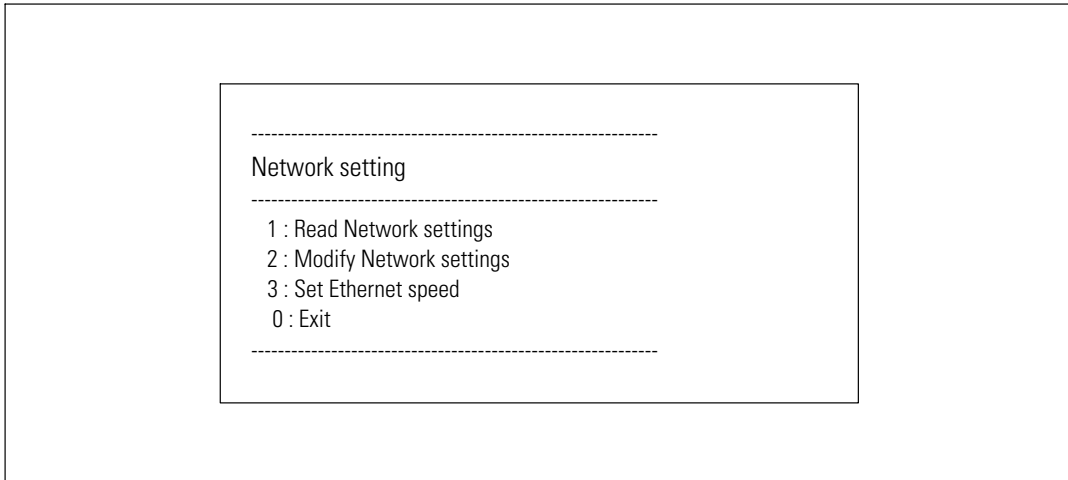 -------------------------------------------------------------
Network setting
-------------------------------------------------------------
1 : Read Network settings
2 : Modify Network settings
3 : Set Ethernet speed
0 : Exit
-------------------------------------------------------------